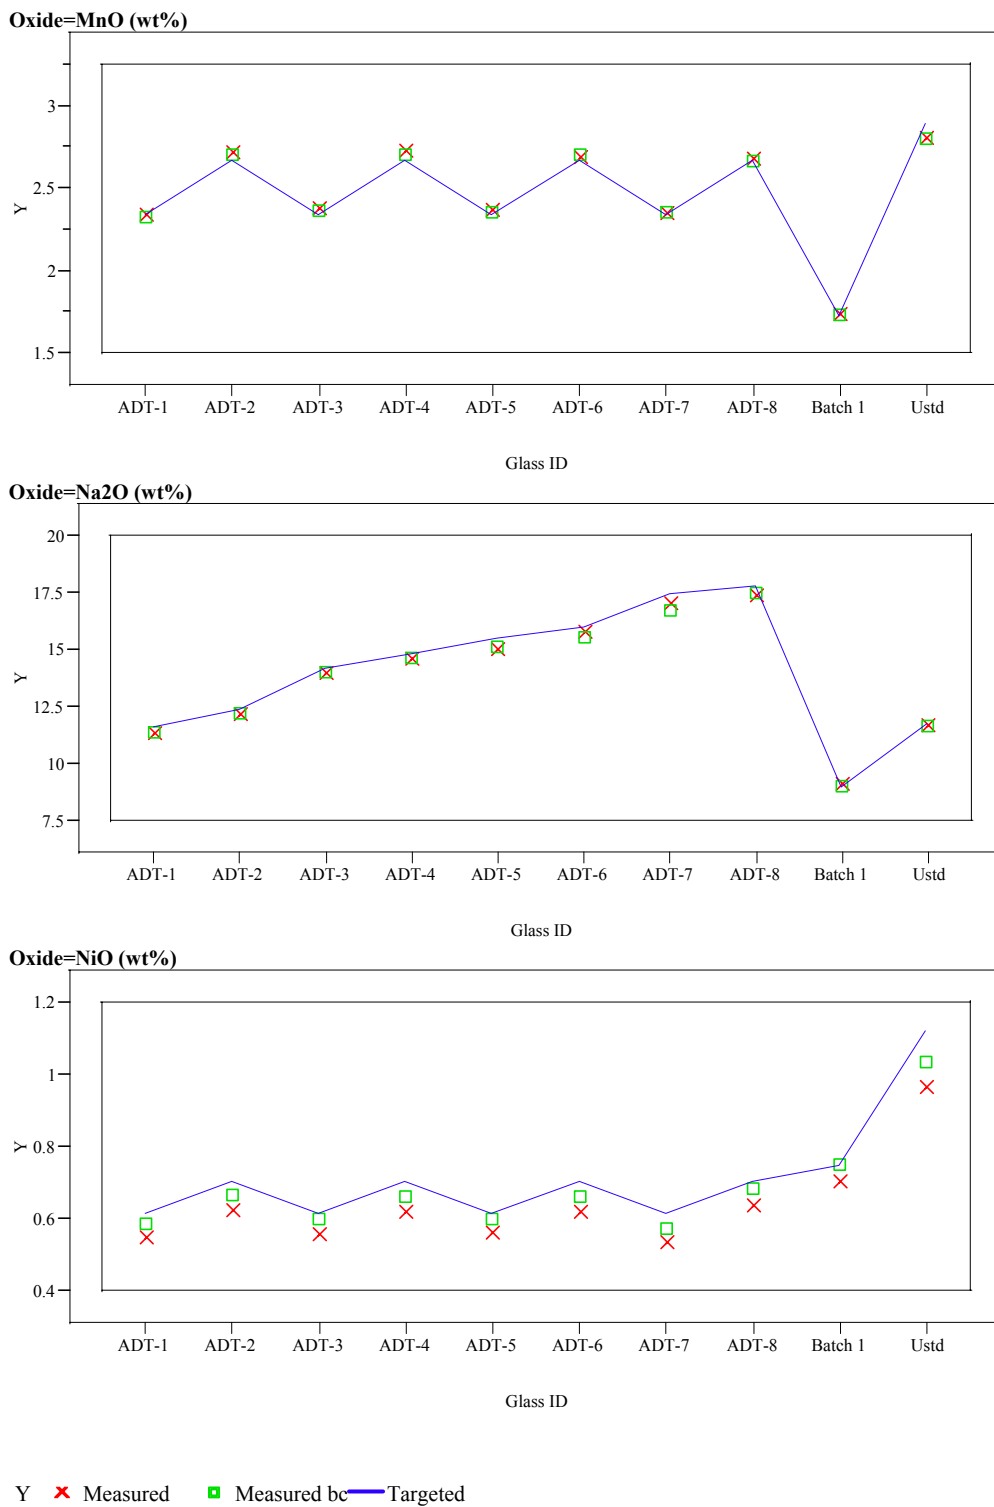 Oxide=MnO (wt%)
3
2.5
2
1.5
Y
ADT-1 ADT-2 ADT-3 ADT-4 ADT-5 ADT-6 ADT-7 ADT-8 Batch 1 Ustd
Glass ID
Oxide=Na2O (wt%)
20
17.5
15
12.5
10
7.5
Y
ADT-1 ADT-2 ADT-3 ADT-4 ADT-5 ADT-6 ADT-7 ADT-8 Batch 1 Ustd
Glass ID
Oxide=NiO (wt%)
1.2
1
0.8
0.6
0.4
Y
ADT-1 ADT-2 ADT-3 ADT-4 ADT-5 ADT-6 ADT-7 ADT-8 Batch 1 Ustd
Glass ID
Y Measured Measured bc Targeted